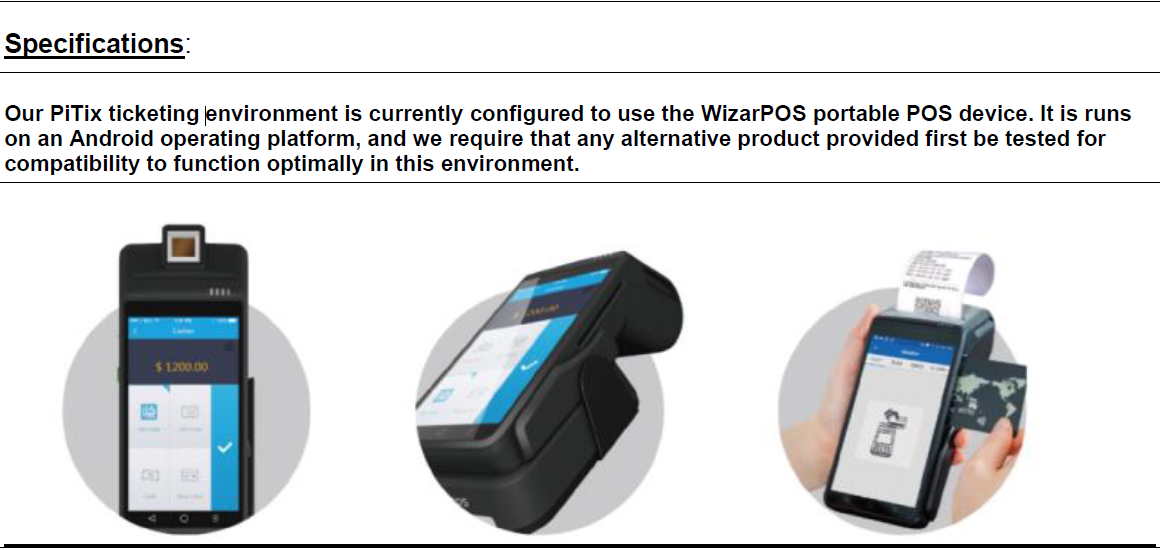 Specifications:
Our PiTix ticketing environment is currently configured to use the WizarPOS portable POS device. It is runs
on an Android operating platform, and we require that any alternative product provided first be tested for
compatibility to function optimally in this environment.
Cashier
$ 1200.00